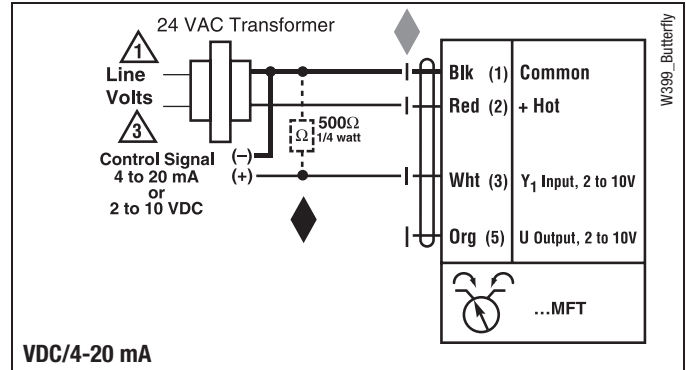 24 VAC Transformer
1
Line
Volts
3
Control Signal
4 to 20 mA
or
2 to 10 VDC
(–)
(+)
500Ω
1/4 watt
Ω
Blk (1) Common
Red (2) + Hot
Wht (3) Y₁ Input, 2 to 10V
Org (5) U Output, 2 to 10V
...MFT
VDC/4-20 mA
W399_Butterfly